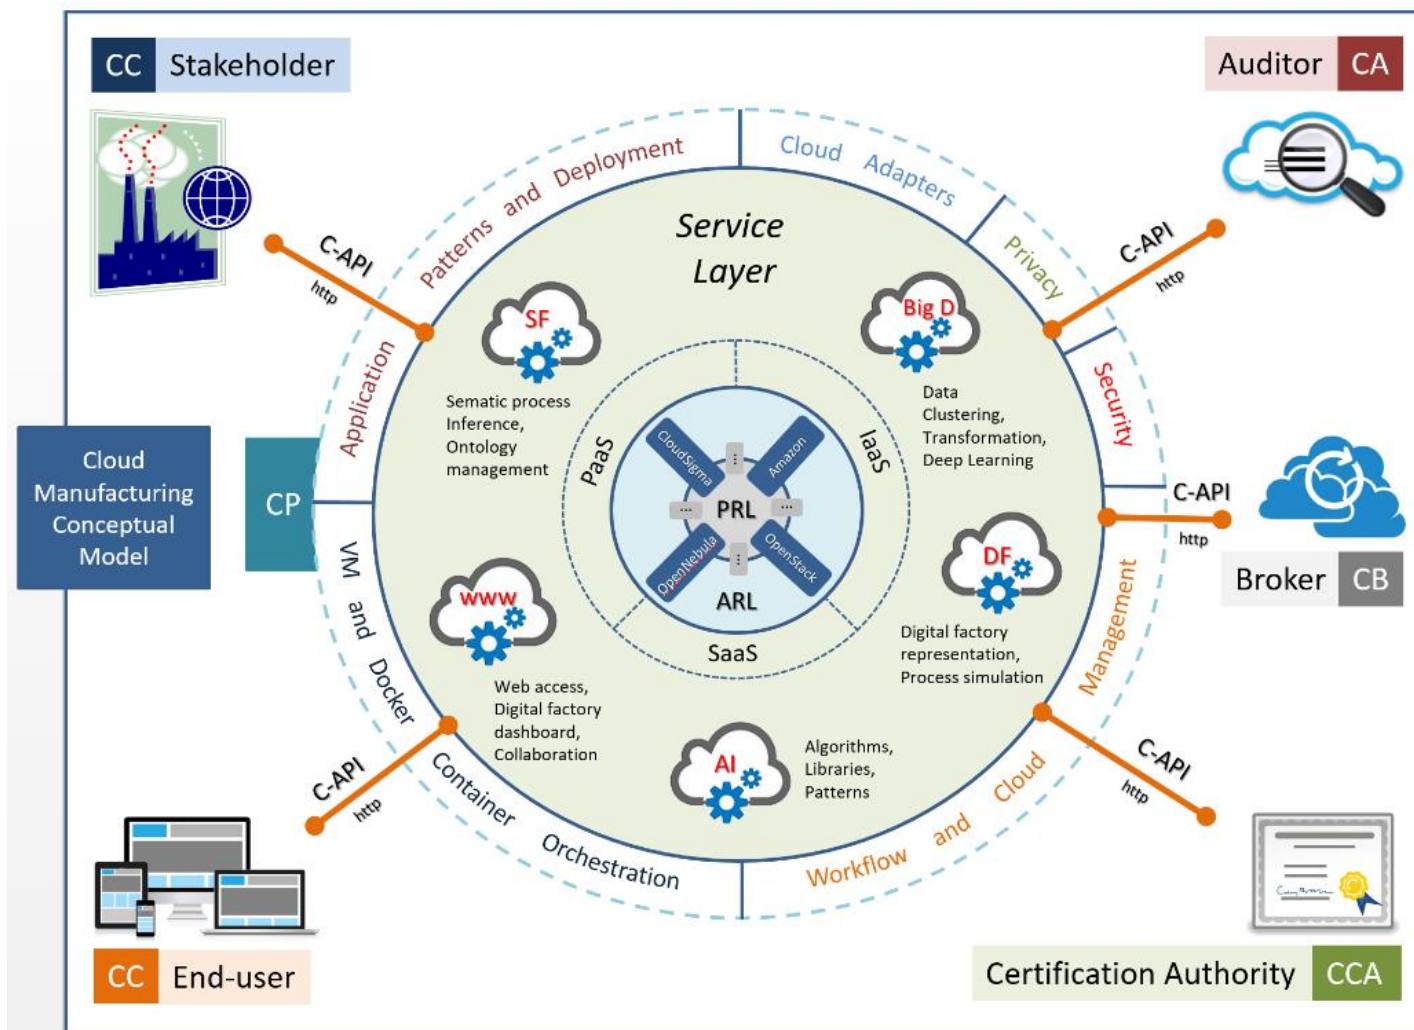 CC Stakeholder
Auditor CA
C-API
http
C-API
http
Application Patterns and Deployment
Cloud Adapters
Privacy
Security
Service
Layer
SF
Sematic process
Inference,
Ontology
management
Big D
Data
Clustering,
Transformation,
Deep Learning
PaaS
IaaS
SaaS
CloudSigma
Amazon
...
...
PRL
...
...
OpenNebula
OpenStack
ARL
Cloud
Manufacturing
Conceptual
Model
CP
C-API
http
Broker CB
WWW
Web access,
Digital factory
dashboard,
Collaboration
DF
Digital factory
representation,
Process simulation
AI
Algorithms,
Libraries,
Patterns
VM and Docker
Container Orchestration
Workflow and Cloud Management
C-API
http
C-API
http
CC End-user
Certification Authority CCA